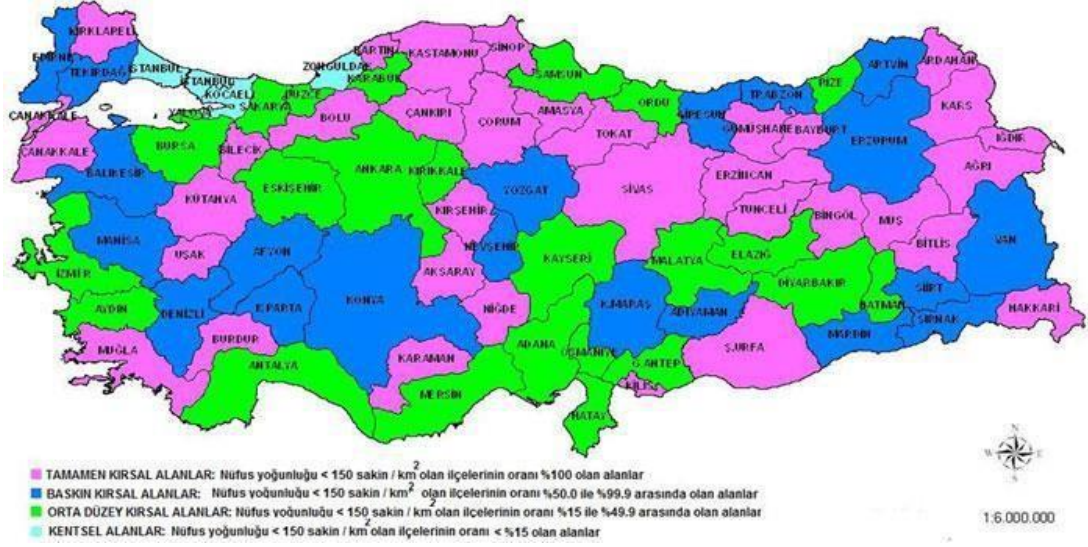 KIRKLARELİ
EDİRNE
TEKİRDAĞ
İSTANBUL
İSTANBUL
KOCAELİ
YALOVA
SAKARYA
DÜZCE
ZONGULDAK
BARTIN
KARABÜK
KASTAMONU
SİNOP
SAMSUN
ORDU
GİRESUN
TRABZON
RİZE
ARTVİN
ARDAHAN
KARS
IĞDIR
AĞRI
ÇANAKKALE
ÇANAKKALE
BALIKESİR
BURSA
BİLECİK
BOLU
ÇANKIRI
ÇORUM
AMASYA
TOKAT
GÜMÜŞHANE
BAYBURT
ERZURUM
KÜTAHYA
ESKİŞEHİR
ANKARA
KIRIKKALE
YOZGAT
SİVAS
ERZİNCAN
TUNCELİ
BİNGÖL
MUŞ
BİTLİS
VAN
MANİSA
UŞAK
AFYON
KIRŞEHİR
NEVŞEHİR
KAYSERİ
MALATYA
ELAZIĞ
DİYARBAKIR
BATMAN
SİİRT
ŞIRNAK
HAKKARİ
İZMİR
AYDIN
DENİZLİ
ISPARTA
KONYA
AKSARAY
NİĞDE
K.MARAŞ
ADIYAMAN
MARDİN
MUĞLA
BURDUR
ANTALYA
KARAMAN
MERSİN
ADANA
OSMANİYE
G.ANTEP
KİLİS
Ş.URFA
HATAY
N
W
E
S
TAMAMEN KIRSAL ALANLAR: Nüfus yoğunluğu < 150 sakin / km² olan ilçelerinin oranı %100 olan alanlar
BASKIN KIRSAL ALANLAR: Nüfus yoğunluğu < 150 sakin / km² olan ilçelerinin oranı %50.0 ile %99.9 arasında olan alanlar
ORTA DÜZEY KIRSAL ALANLAR: Nüfus yoğunluğu < 150 sakin / km² olan ilçelerinin oranı %15 ile %49.9 arasında olan alanlar
KENTSEL ALANLAR: Nüfus yoğunluğu < 150 sakin / km² olan ilçelerinin oranı < %15 olan alanlar
1:6.000.000